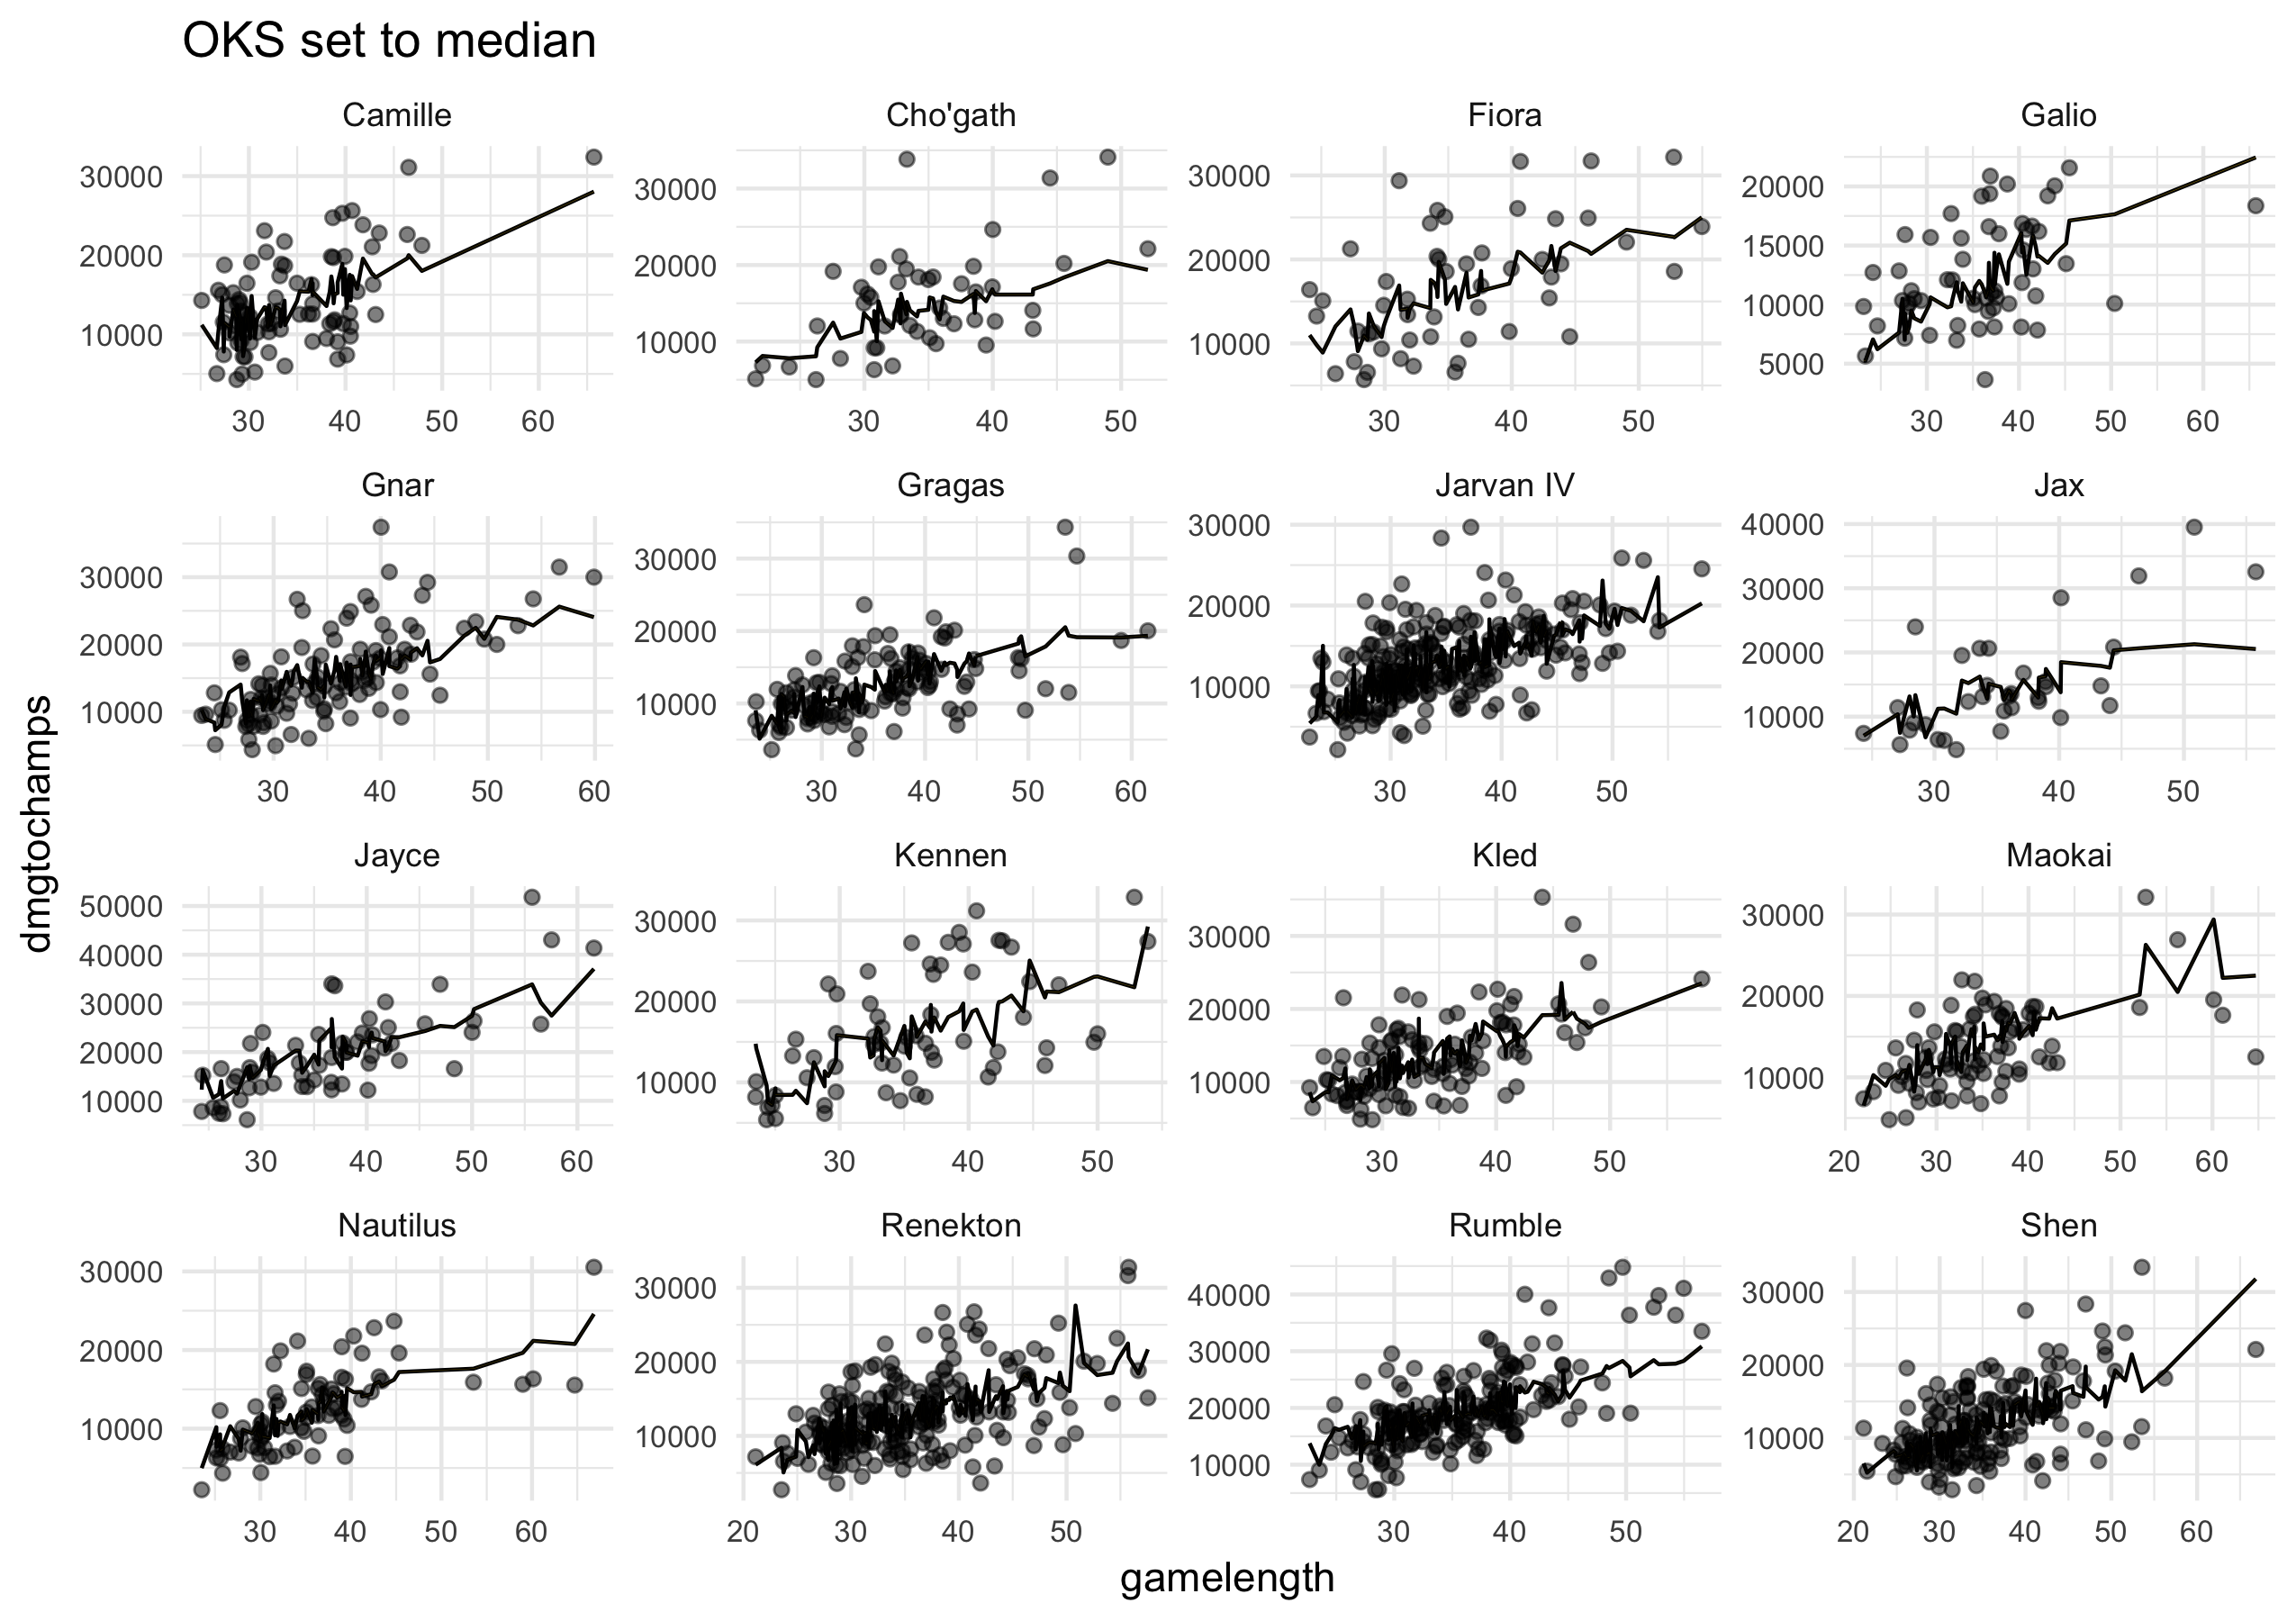 OKS set to median
Camille Cho'gath Fiora Galio
30000 20000 10000
30 40 50 60
30000 20000 10000
30 40 50
30000 20000 10000
30 40 50
20000 15000 10000 5000
30 40 50 60
Gnar Gragas Jarvan IV Jax
30000 20000 10000
30 40 50 60
30000 20000 10000
30 40 50 60
30000 20000 10000
30 40 50
40000 30000 20000 10000
30 40 50
dmgtochamps
Jayce Kennen Kled Maokai
50000 40000 30000 20000 10000
30 40 50 60
30000 20000 10000
30 40 50
30000 20000 10000
30 40 50
30000 20000 10000
20 30 40 50 60
Nautilus Renekton Rumble Shen
30000 20000 10000
30 40 50 60
30000 20000 10000
20 30 40 50
40000 30000 20000 10000
30 40 50
30000 20000 10000
20 30 40 50 60
gamelength